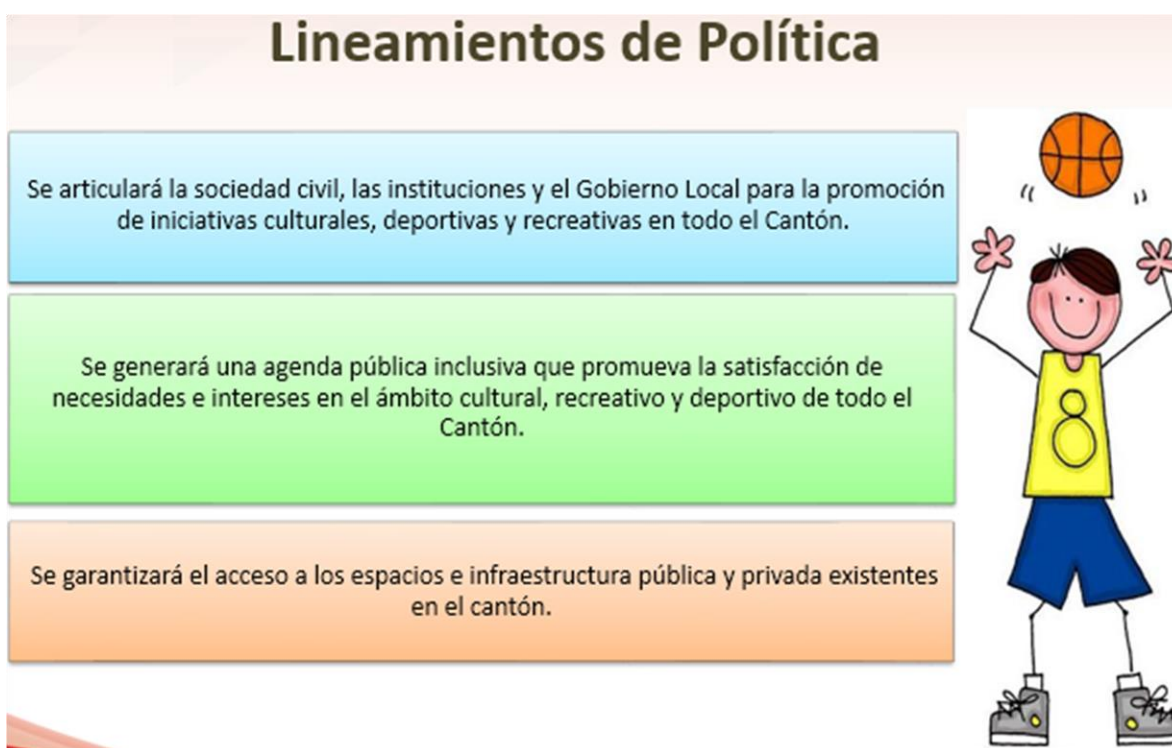 Lineamientos de Política
Se articulará la sociedad civil, las instituciones y el Gobierno Local para la promoción
de iniciativas culturales, deportivas y recreativas en todo el Cantón.
Se generará una agenda pública inclusiva que promueva la satisfacción de
necesidades e intereses en el ámbito cultural, recreativo y deportivo de todo el
Cantón.
Se garantizará el acceso a los espacios e infraestructura pública y privada existentes
en el cantón.
8